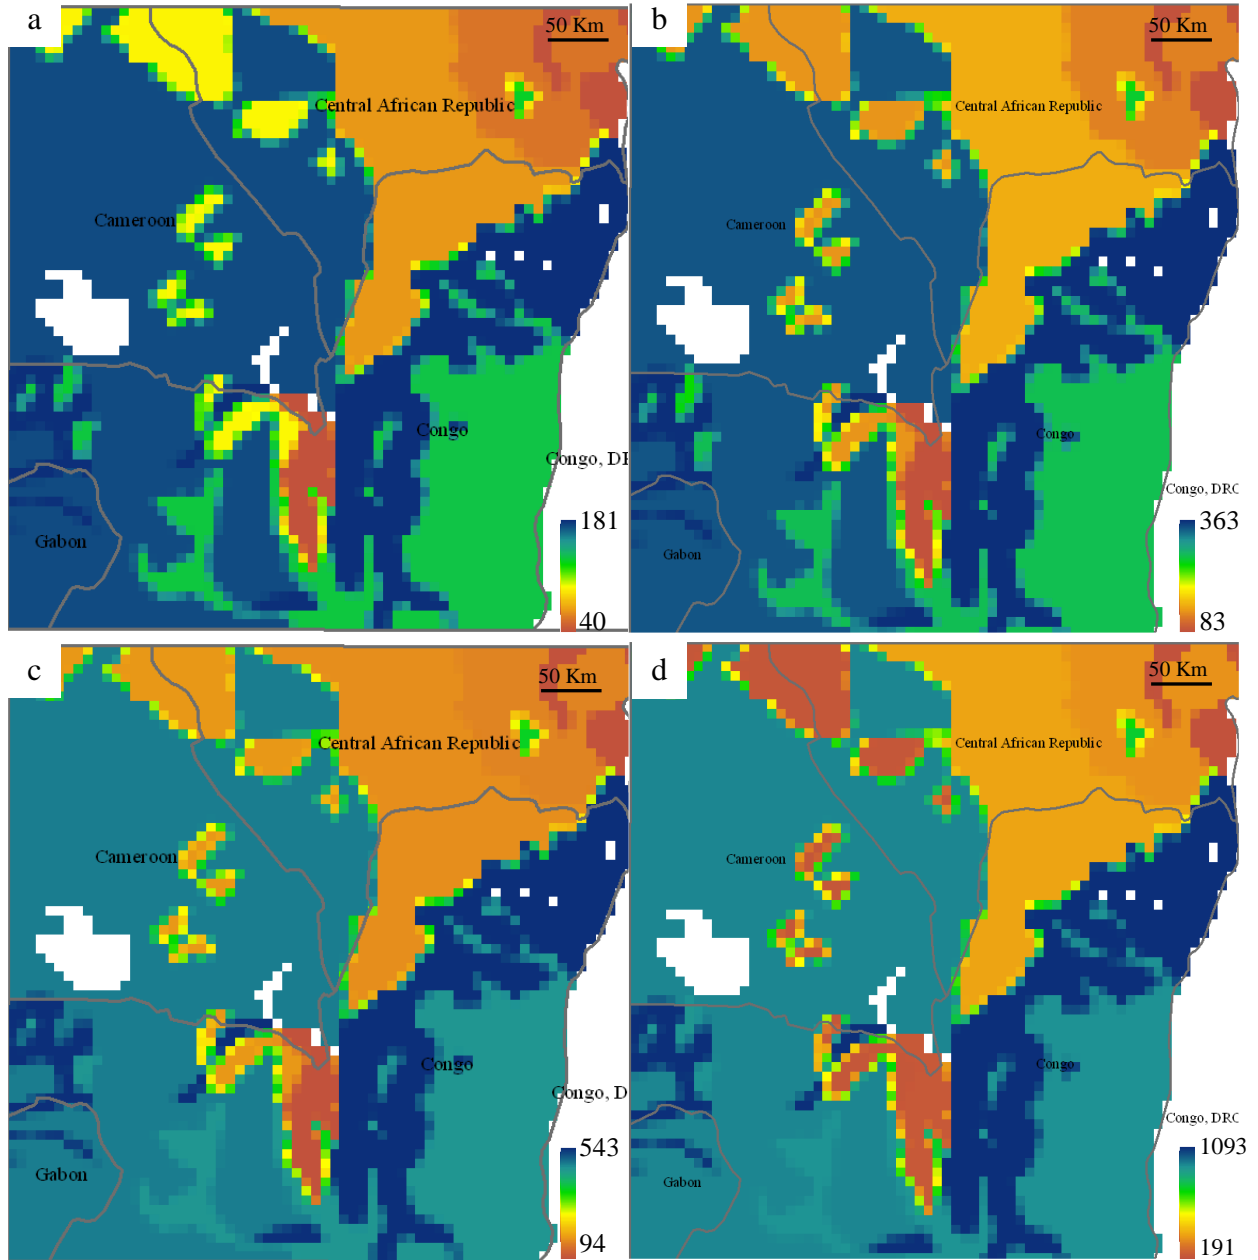 a
50 Km
Central African Republic
Cameroon
Congo
Congo, DI
Gabon
181
40
b
50 Km
Central African Republic
Cameroon
Congo
Congo, DRC
Gabon
363
83
c
50 Km
Central African Republic
Cameroon
Congo
Congo, D
Gabon
543
94
d
50 Km
Central African Republic
Cameroon
Congo
Congo, DRC
Gabon
1093
191